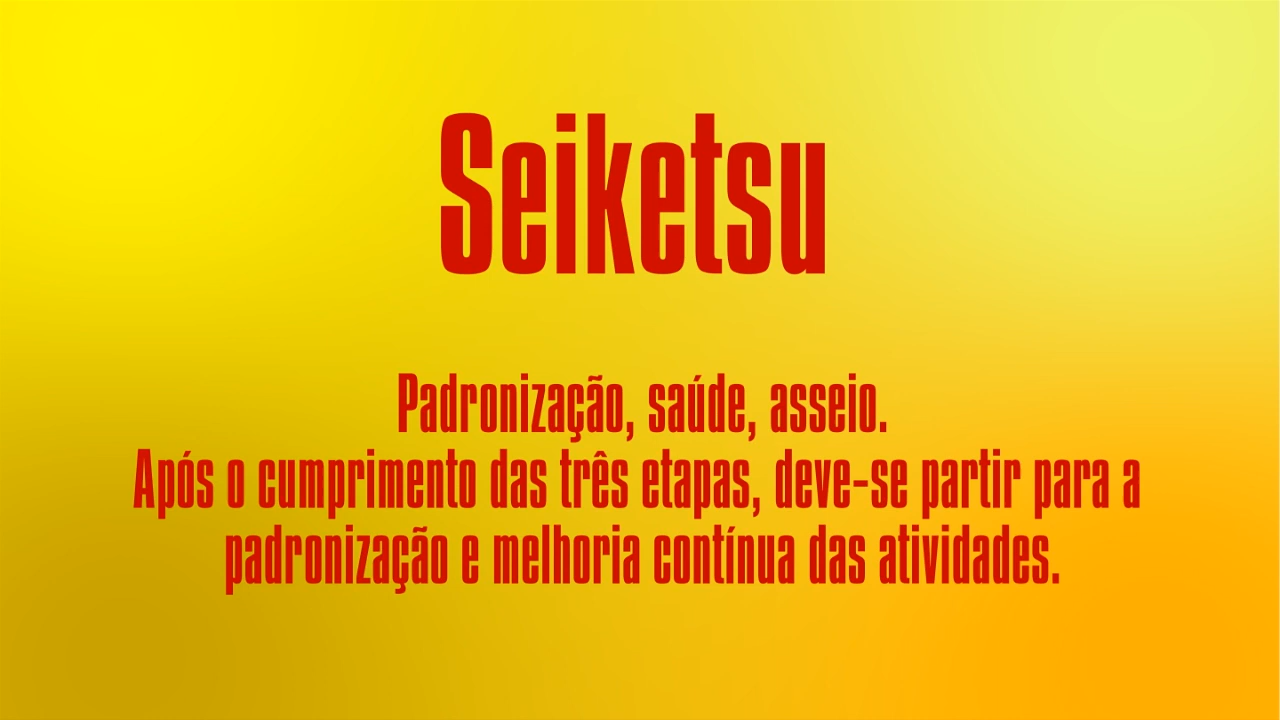 Seiketsu
Padronização, saúde, asseio.
Após o cumprimento das três etapas, deve-se partir para a
padronização e melhoria contínua das atividades.